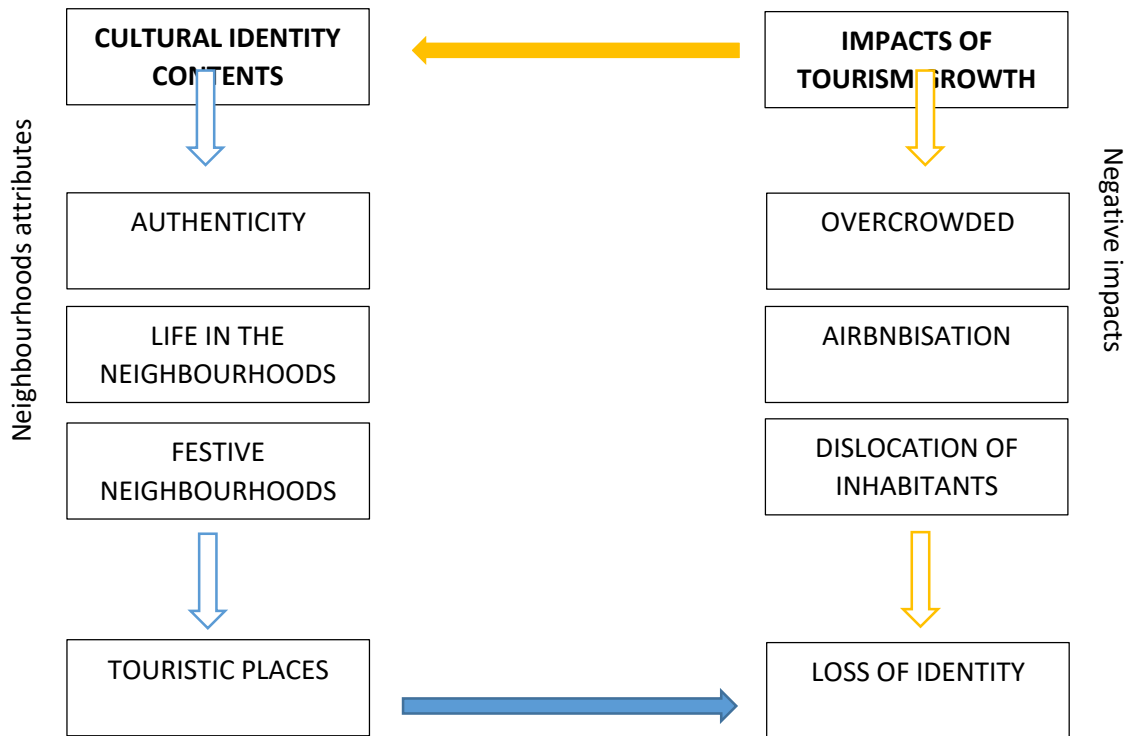 CULTURAL IDENTITY
CONTENTS
IMPACTS OF
TOURISM GROWTH
Neighbourhoods attributes
AUTHENTICITY
LIFE IN THE
NEIGHBOURHOODS
FESTIVE
NEIGHBOURHOODS
TOURISTIC PLACES
Negative impacts
OVERCROWDED
AIRBNBISATION
DISLOCATION OF
INHABITANTS
LOSS OF IDENTITY